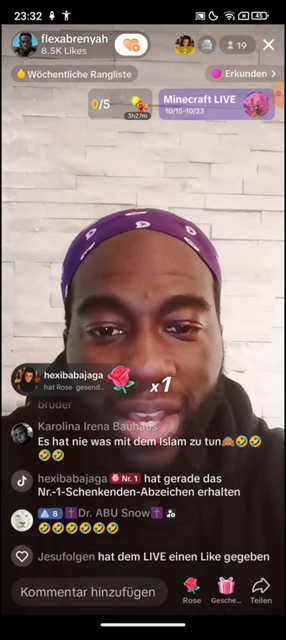 23:32
45
flexabrenyah
8.5K Likes
2
19
Wöchentliche Rangliste
Erkunden
0/5
3h27m
Minecraft LIVE
10/15-10/23
hexibabajaga
hat Rose gesend...
x1
bruder
Karolina Irena Bauhaus
Es hat nie was mit dem Islam zu tun🙈🤣🤣
🤣🤣
hexibabajaga Nr. 1 hat gerade das
Nr.-1-Schenkenden-Abzeichen erhalten
8 ✝️Dr. ABU Snow✝️
🤣🤣🤣🤣🤣🤣
Jesufolgen hat dem LIVE einen Like gegeben
Kommentar hinzufügen
Rose
Gesche...
Teilen